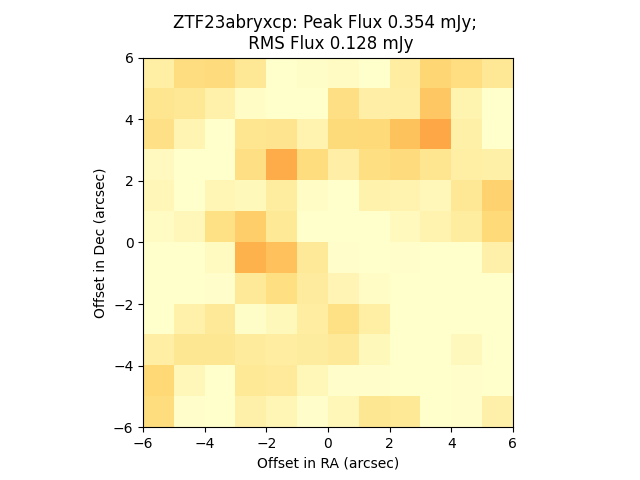 ZTF23abryxcp: Peak Flux 0.354 mJy;
RMS Flux 0.128 mJy
6
4
2
0
−2
−4
−6
Offset in Dec (arcsec)
−6 −4 −2 0 2 4 6
Offset in RA (arcsec)